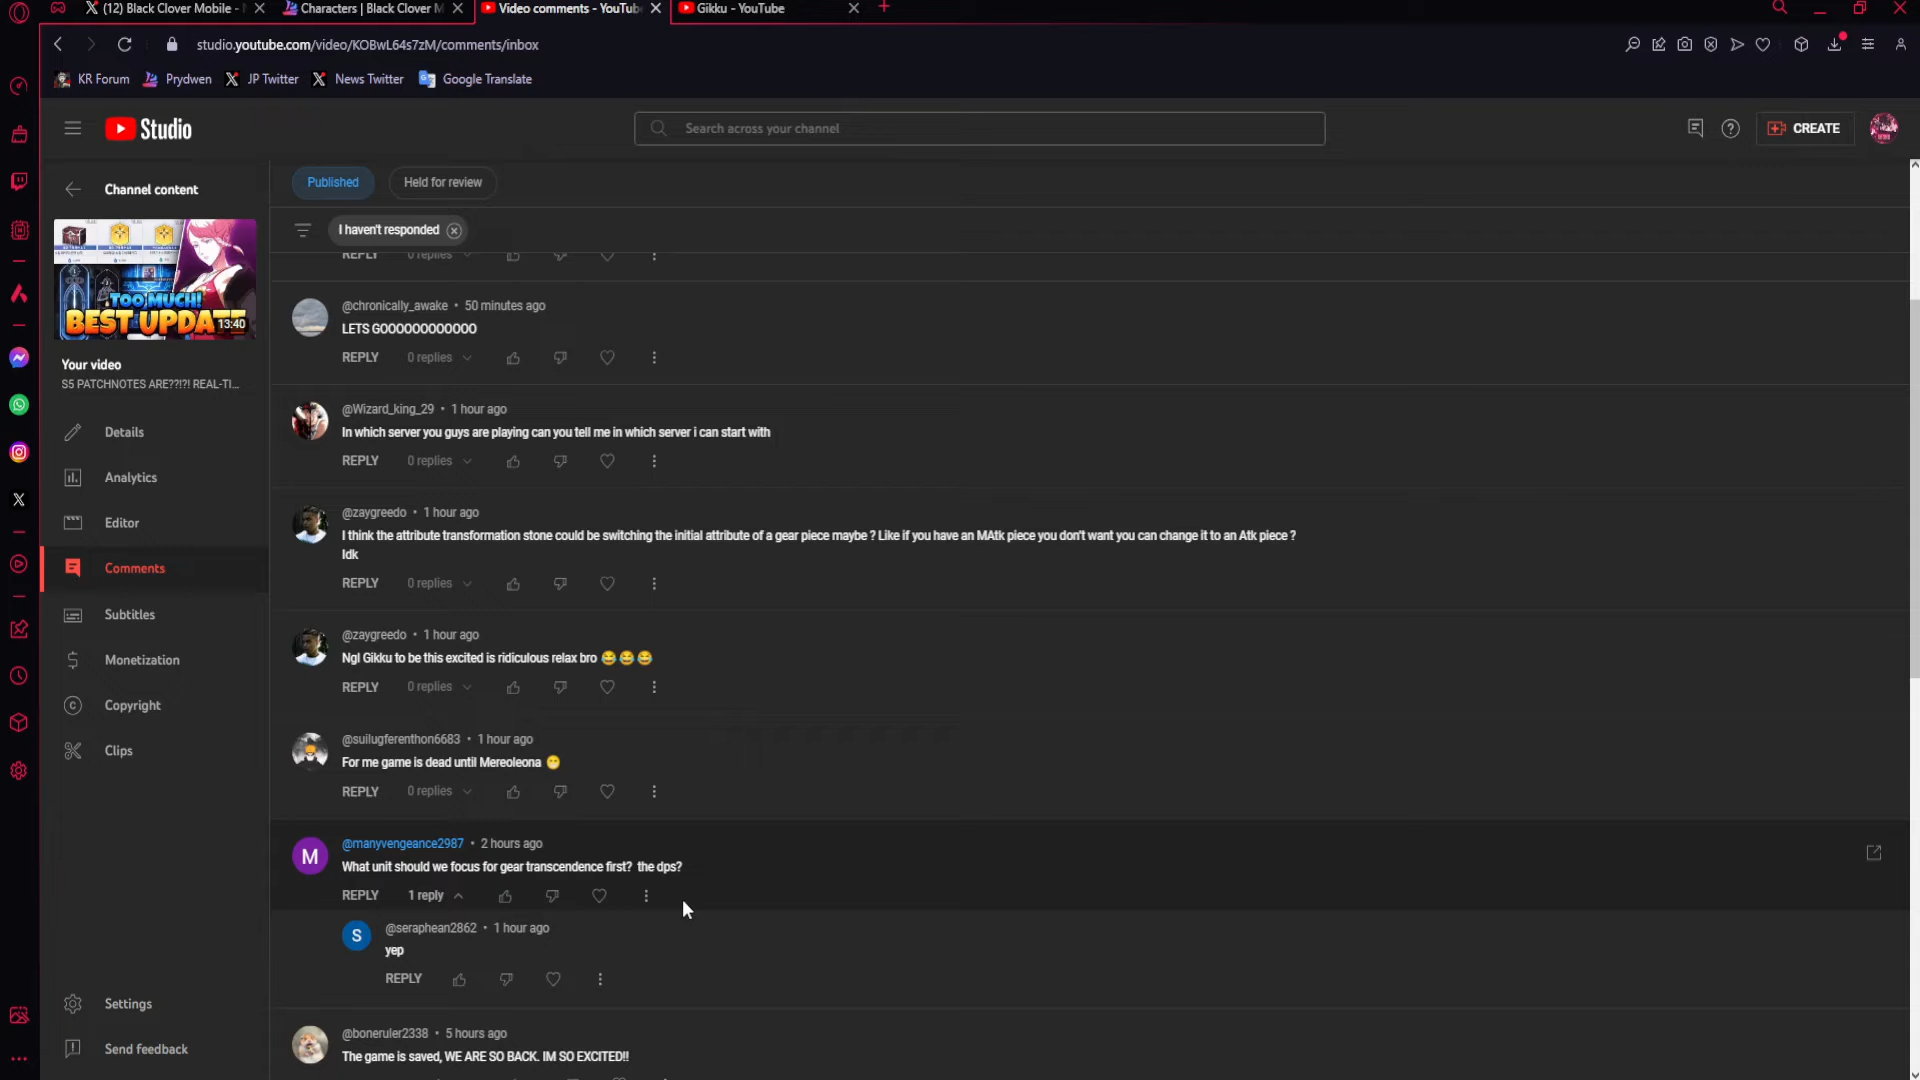 (12) Black Clover Mobile -
Characters | Black Clover M
Video comments - YouTub
Gikku - YouTube
studio.youtube.com/video/KOBwL64s7zM/comments/inbox
KR Forum
Prydwen
JP Twitter
News Twitter
Google Translate
Studio
Search across your channel
CREATE
Channel content
Published
Held for review
I haven't responded
TOO MUCH!
BEST UPDATE
13:40
Your video
S5 PATCHNOTES ARE??!?! REAL-TI...
Details
Analytics
Editor
Comments
Subtitles
Monetization
Copyright
Clips
Settings
Send feedback
REPLY 0 replies
@chronically_awake • 50 minutes ago
LETS GOOOOOOOOOOOO
REPLY 0 replies
@Wizard_king_29 • 1 hour ago
In which server you guys are playing can you tell me in which server i can start with
REPLY 0 replies
@zaygreedo • 1 hour ago
I think the attribute transformation stone could be switching the initial attribute of a gear piece maybe ? Like if you have an MAtk piece you don't want you can change it to an Atk piece ?
Idk
REPLY 0 replies
@zaygreedo • 1 hour ago
Ngl Gikku to be this excited is ridiculous relax bro 😂😂😂
REPLY 0 replies
@suilugferenthon6683 • 1 hour ago
For me game is dead until Mereoleona 😁
REPLY 0 replies
M
@manyvengeance2987 • 2 hours ago
What unit should we focus for gear transcendence first? the dps?
REPLY 1 reply
S
@seraphean2862 • 1 hour ago
yep
REPLY
@boneruler2338 • 5 hours ago
The game is saved, WE ARE SO BACK. IM SO EXCITED!!